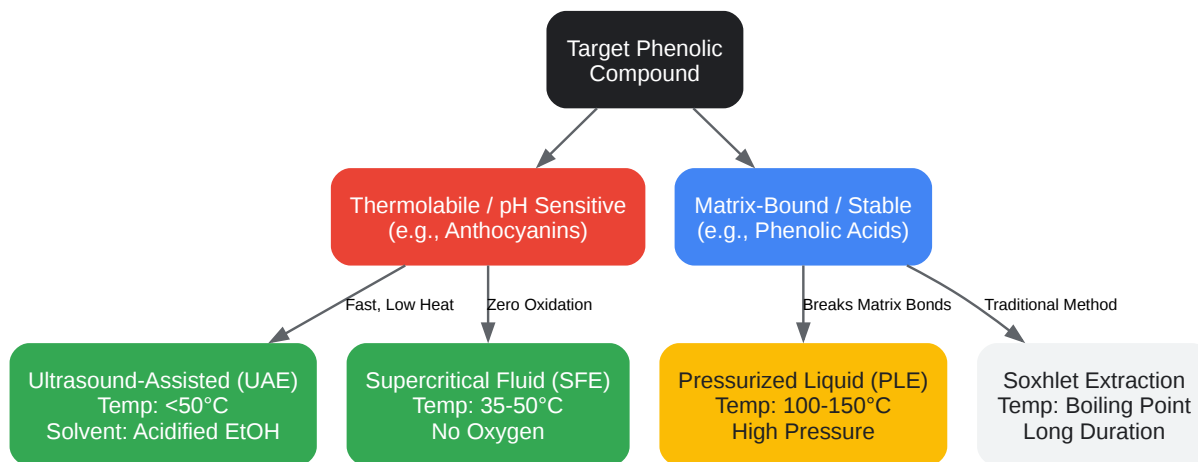 Target Phenolic
Compound
Thermolabile / pH Sensitive
(e.g., Anthocyanins)
Matrix-Bound / Stable
(e.g., Phenolic Acids)
Fast, Low Heat
Zero Oxidation
Breaks Matrix Bonds
Traditional Method
Ultrasound-Assisted (UAE)
Temp: <50°C
Solvent: Acidified EtOH
Supercritical Fluid (SFE)
Temp: 35-50°C
No Oxygen
Pressurized Liquid (PLE)
Temp: 100-150°C
High Pressure
Soxhlet Extraction
Temp: Boiling Point
Long Duration